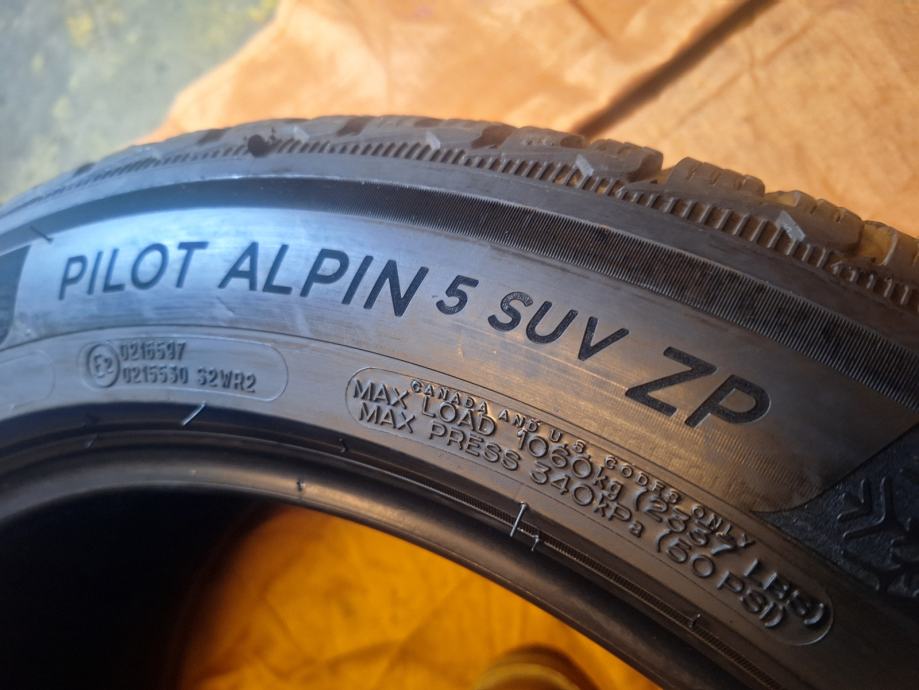 PILOT ALPIN 5 SUV ZP
E2 0216597
0215530 S2WR2
CANADA AND U.S. CODES ONLY
MAX LOAD 1060kg (2337 LBS)
MAX PRESS 340kPa (50 PSI)